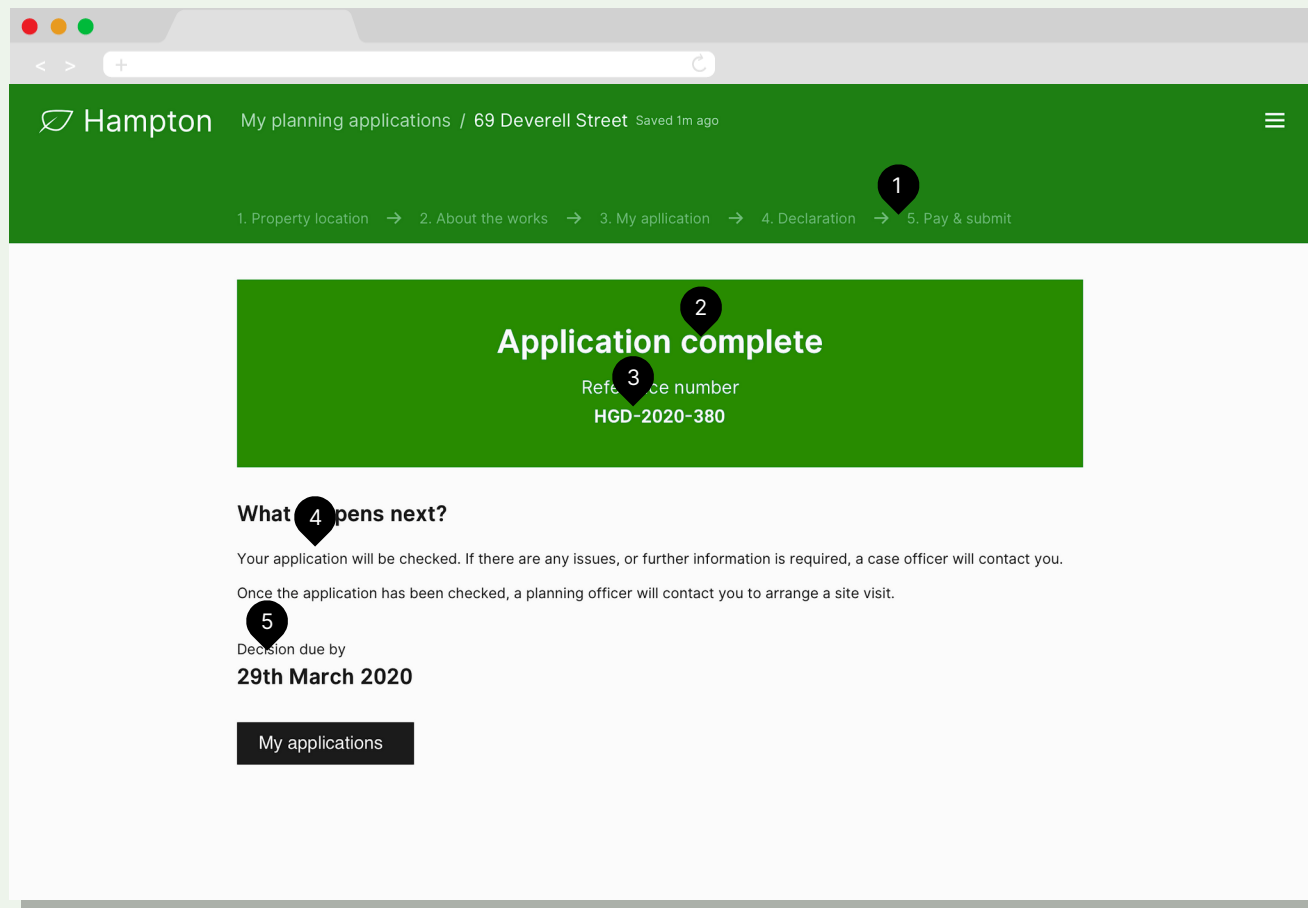 Hampton My planning applications / 69 Deverell Street Saved 1m ago
1
1. Property location → 2. About the works → 3. My apllication → 4. Declaration → 5. Pay & submit
2
Application complete
3
number
HGD-2020-380
What next?
4
Your application will be checked. If there are any issues, or further information is required, a case officer will contact you.
Once the application has been checked, a planning officer will contact you to arrange a site visit.
5
Decision due by
29th March 2020
My applications